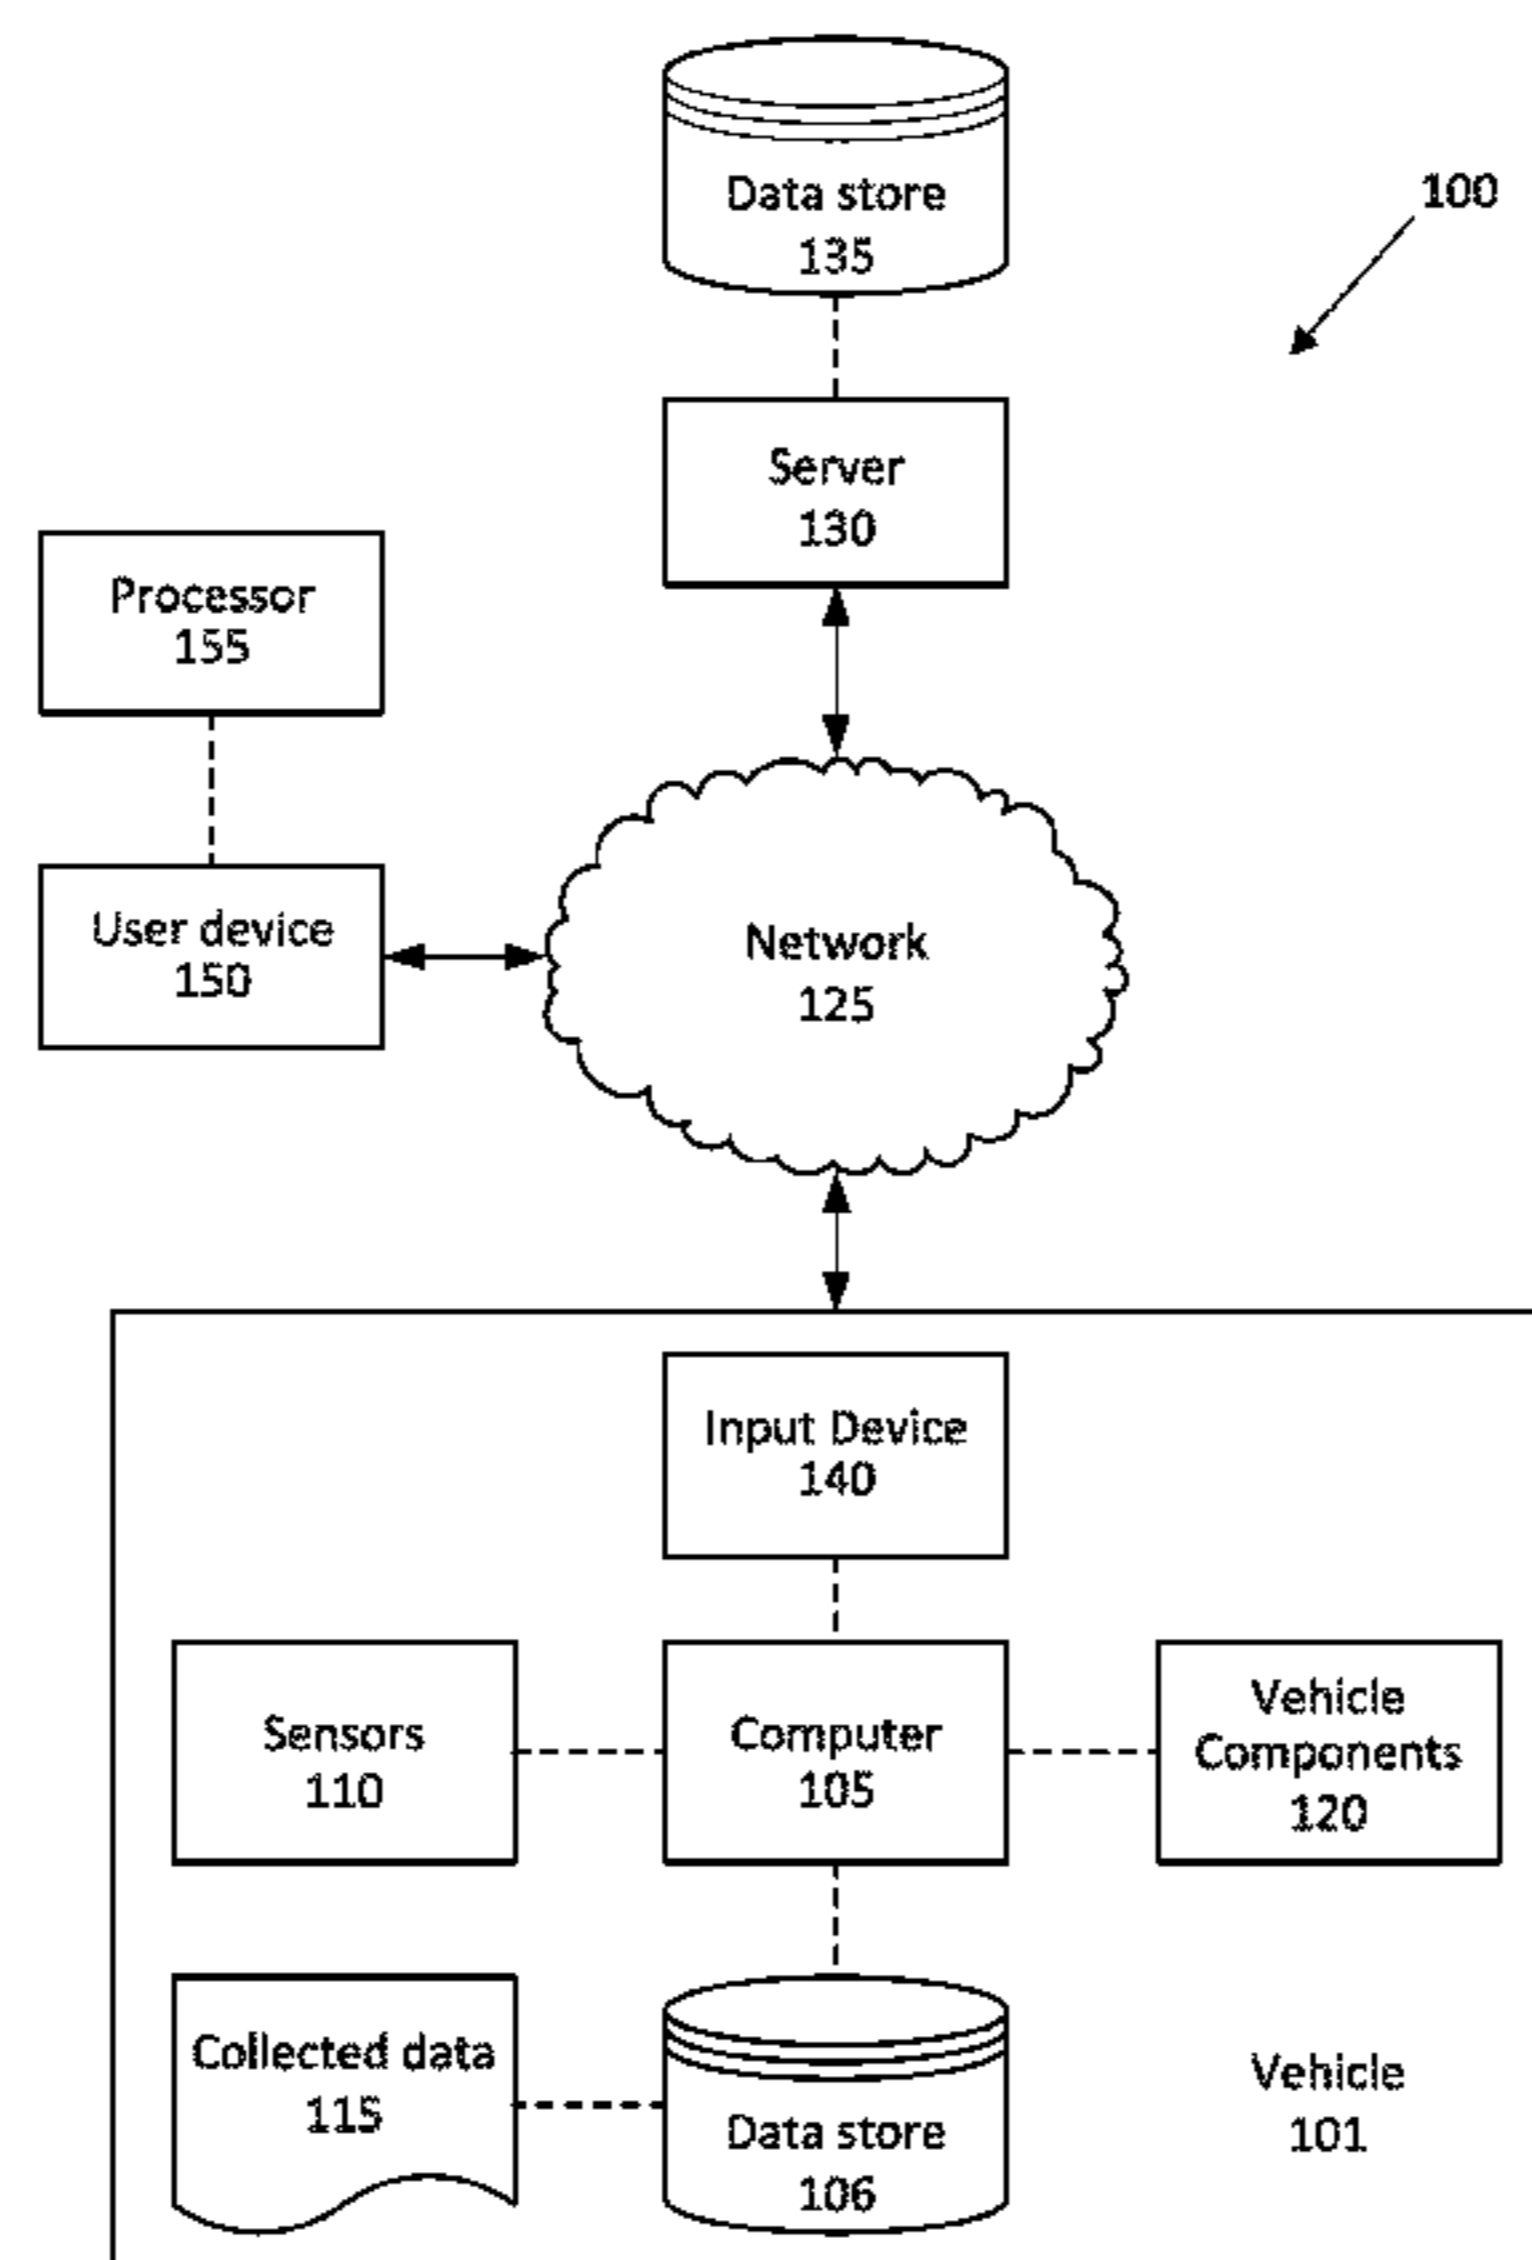 Data store
135
100
Server
130
Processor
155
User device
150
Network
125
Input Device
140
Sensors
110
Computer
105
Vehicle
Components
120
Collected data
115
Data store
106
Vehicle
101